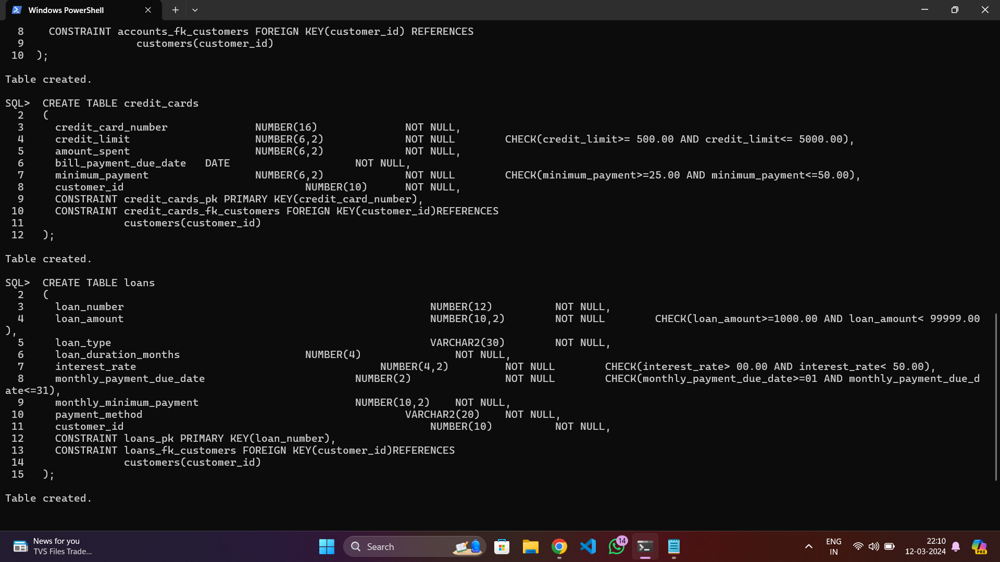 Windows PowerShell
8 CONSTRAINT accounts_fk_customers FOREIGN KEY(customer_id) REFERENCES
9 customers(customer_id)
10 );
Table created.
SQL> CREATE TABLE credit_cards
2 (
3 credit_card_number NUMBER(16) NOT NULL,
4 credit_limit NUMBER(6,2) NOT NULL CHECK(credit_limit>= 500.00 AND credit_limit<= 5000.00),
5 amount_spent NUMBER(6,2) NOT NULL,
6 bill_payment_due_date DATE NOT NULL,
7 minimum_payment NUMBER(6,2) NOT NULL CHECK(minimum_payment>=25.00 AND minimum_payment<=50.00),
8 customer_id NUMBER(10) NOT NULL,
9 CONSTRAINT credit_cards_pk PRIMARY KEY(credit_card_number),
10 CONSTRAINT credit_cards_fk_customers FOREIGN KEY(customer_id)REFERENCES
11 customers(customer_id)
12 );
Table created.
SQL> CREATE TABLE loans
2 (
3 loan_number NUMBER(12) NOT NULL,
4 loan_amount NUMBER(10,2) NOT NULL CHECK(loan_amount>=1000.00 AND loan_amount< 99999.00
),
5 loan_type VARCHAR2(30) NOT NULL,
6 loan_duration_months NUMBER(4) NOT NULL,
7 interest_rate NUMBER(4,2) NOT NULL CHECK(interest_rate> 00.00 AND interest_rate< 50.00),
8 monthly_payment_due_date NUMBER(2) NOT NULL CHECK(monthly_payment_due_date>=01 AND monthly_payment_due_d
ate<=31),
9 monthly_minimum_payment NUMBER(10,2) NOT NULL,
10 payment_method VARCHAR2(20) NOT NULL,
11 customer_id NUMBER(10) NOT NULL,
12 CONSTRAINT loans_pk PRIMARY KEY(loan_number),
13 CONSTRAINT loans_fk_customers FOREIGN KEY(customer_id)REFERENCES
14 customers(customer_id)
15 );
Table created.
News for you
TVS Files Trade...
Search
14
ENG
IN
22:10
12-03-2024
PRE